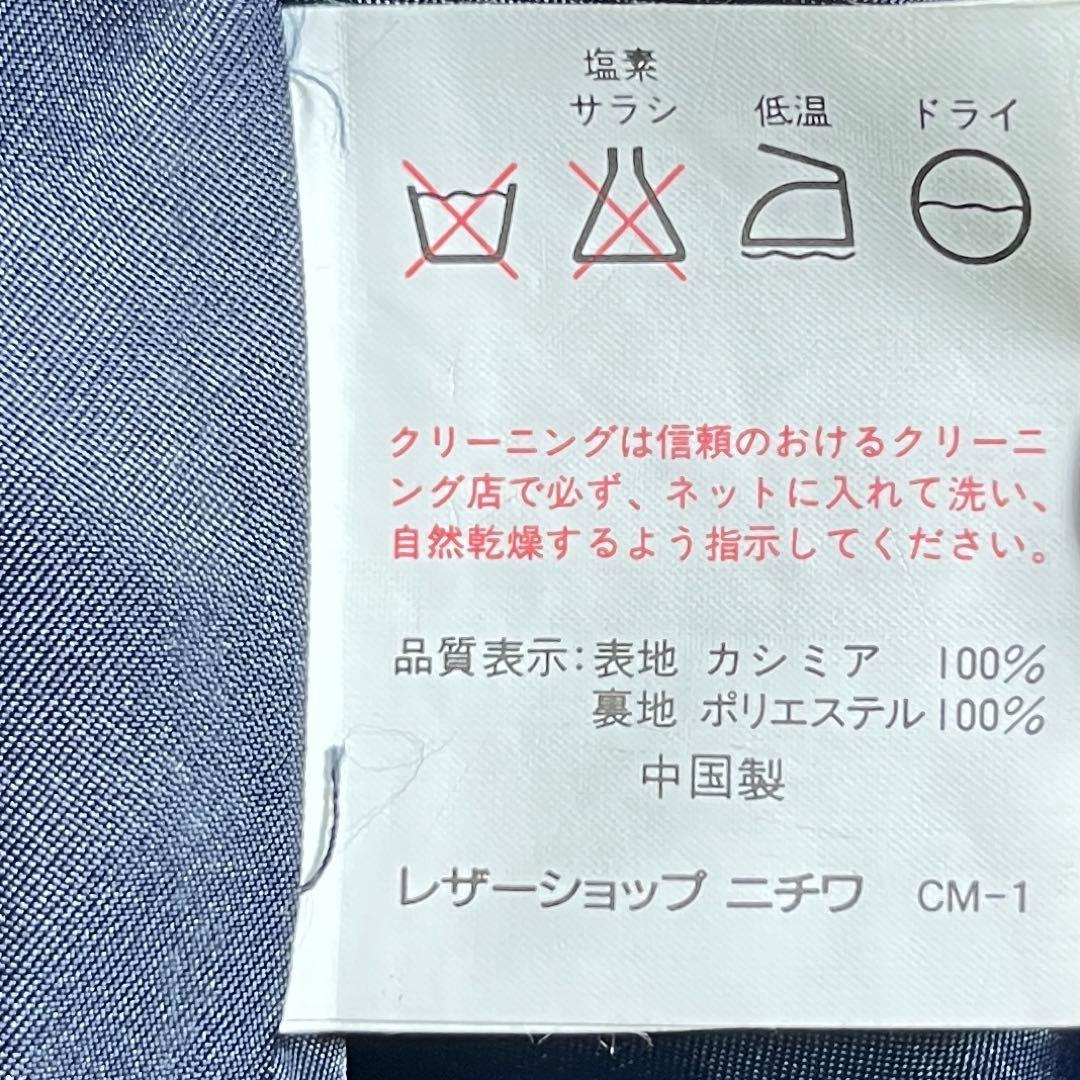 塩素
サラシ 低温 ドライ
クリーニングは信頼のおけるクリーニ
ング店で必ず、ネットに入れて洗い、
自然乾燥するよう指示してください。
品質表示:表地 カシミア 100%
裏地 ポリエステル100%
中国製
レザーショップ ニチワ CM-1